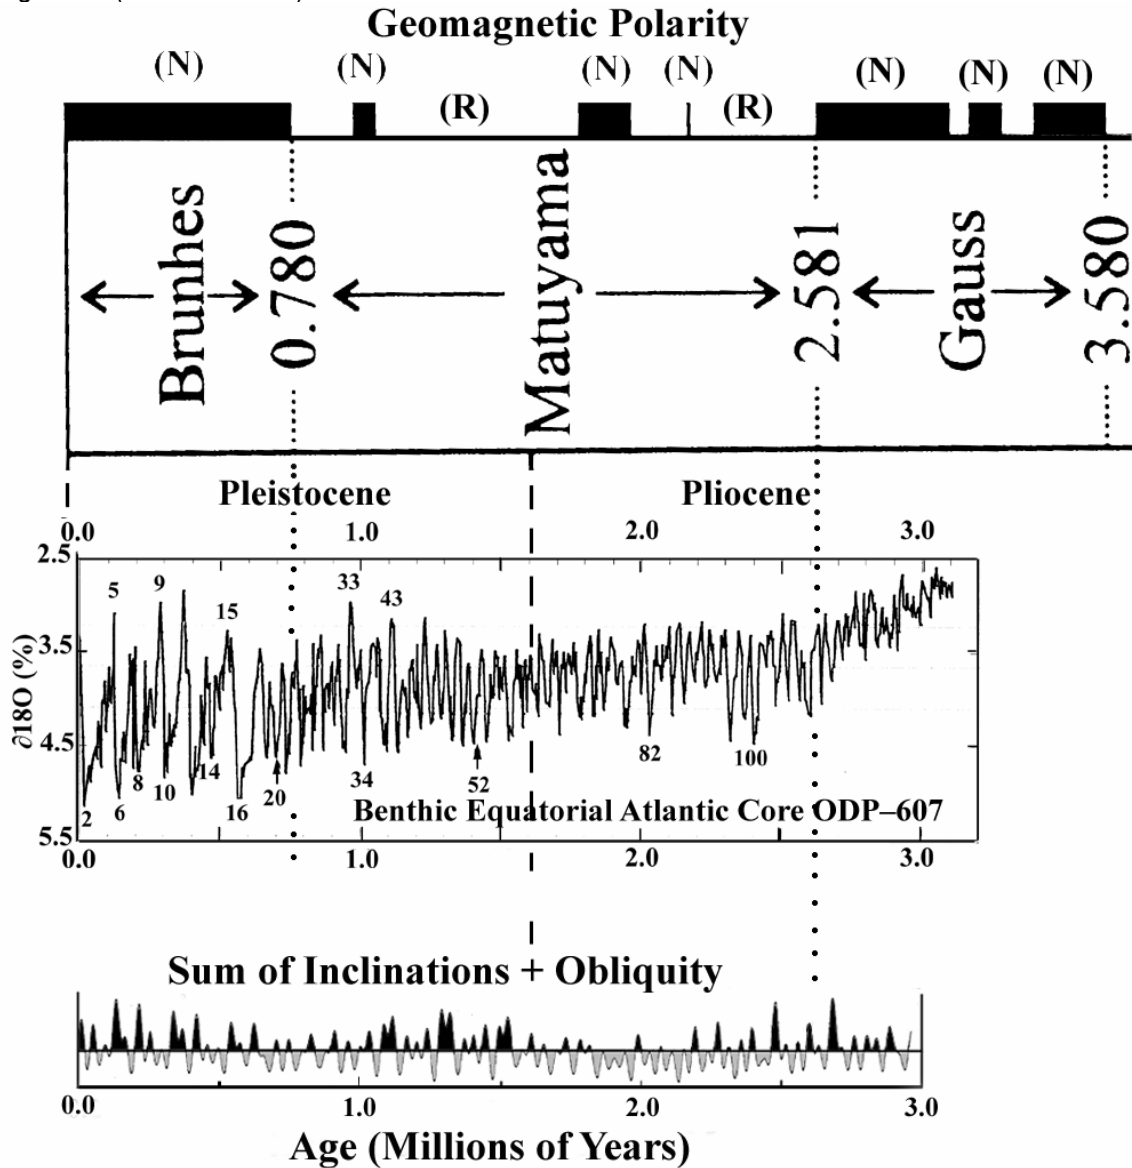 Geomagnetic Polarity
(N) (N) (N) (N) (N) (N) (N)
(R) (R)
Brunhes 0.780 Matuyama 2.581 Gauss 3.580
Pleistocene Pliocene
0.0 1.0 2.0 3.0
2.5
5 9 33
15 43
3.5
∂18O (%)
4.5
8 14 82 100
10 20 34 52
2 6 16
Benthic Equatorial Atlantic Core ODP–607
5.5
0.0 1.0 2.0 3.0
Sum of Inclinations + Obliquity
0.0 1.0 2.0 3.0
Age (Millions of Years)